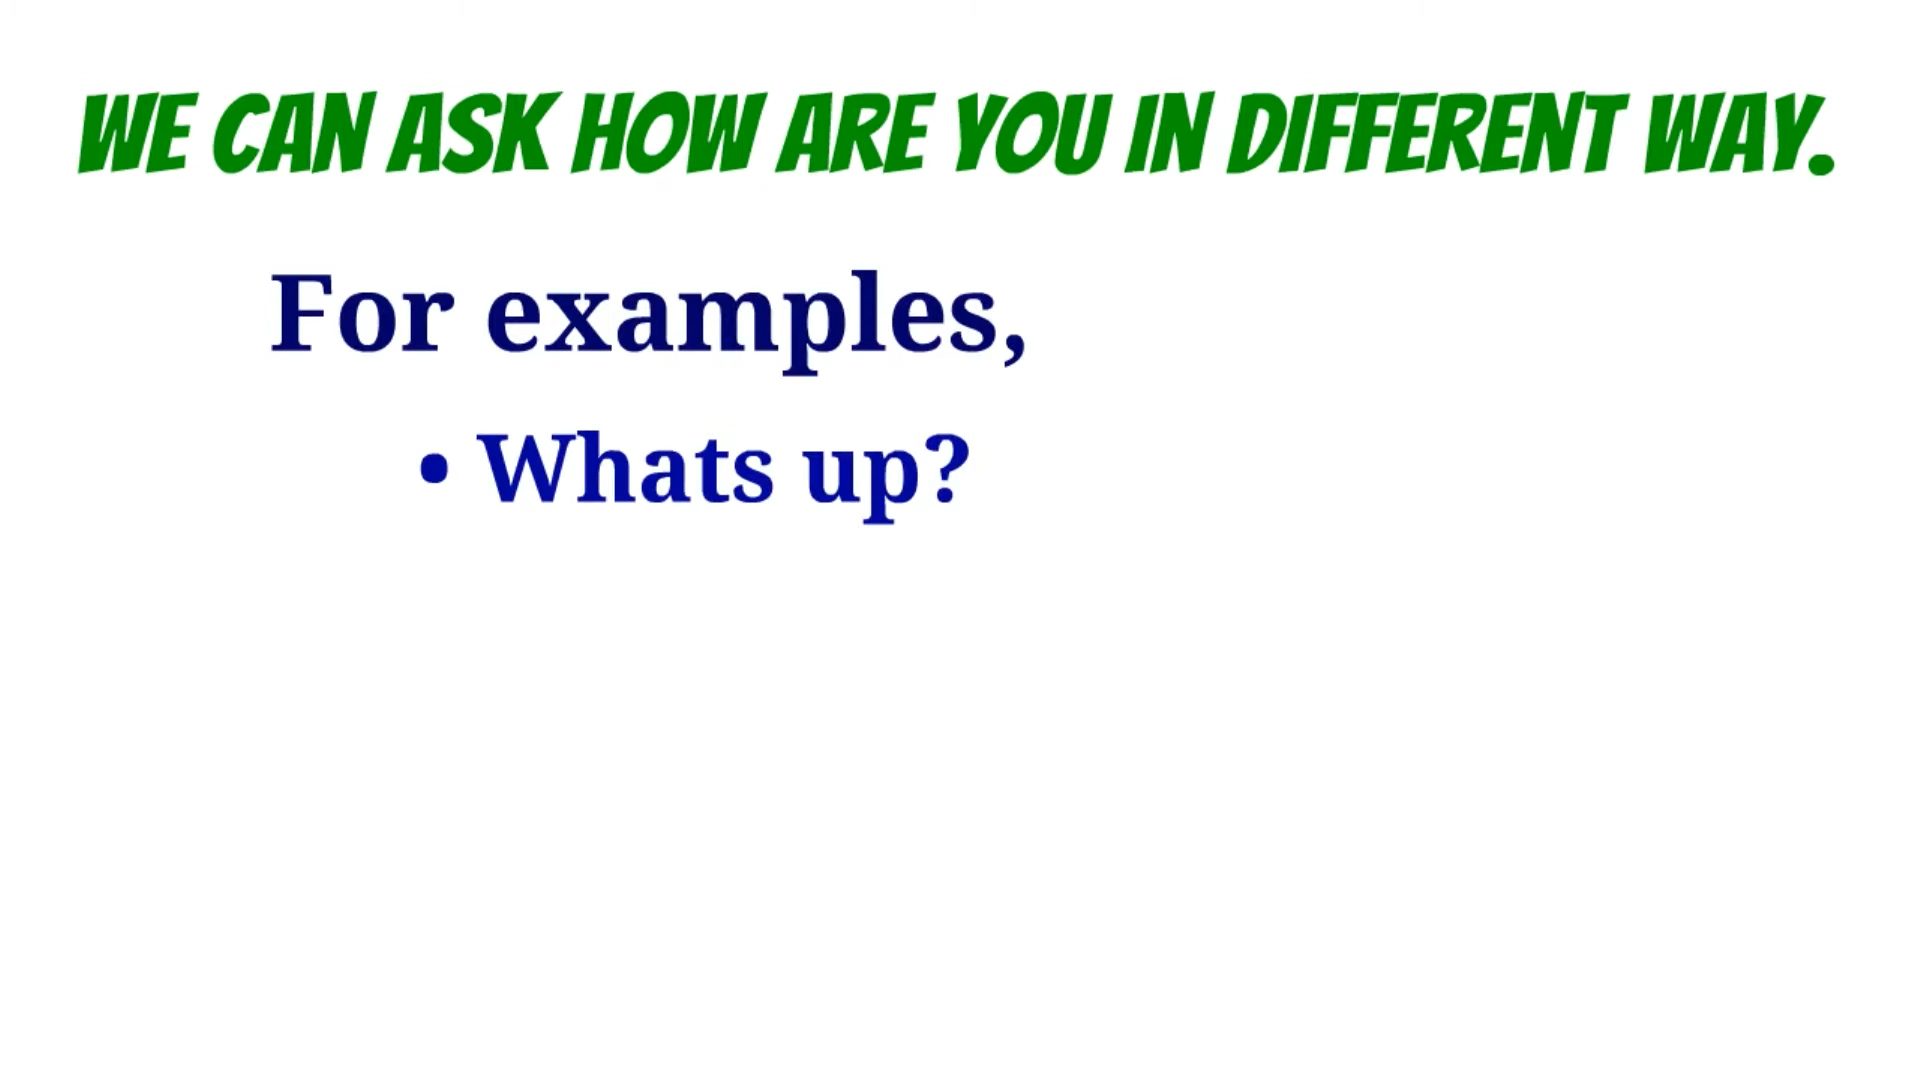 WE CAN ASK HOW ARE YOU IN DIFFERENT WAY.
For examples,
• Whats up?